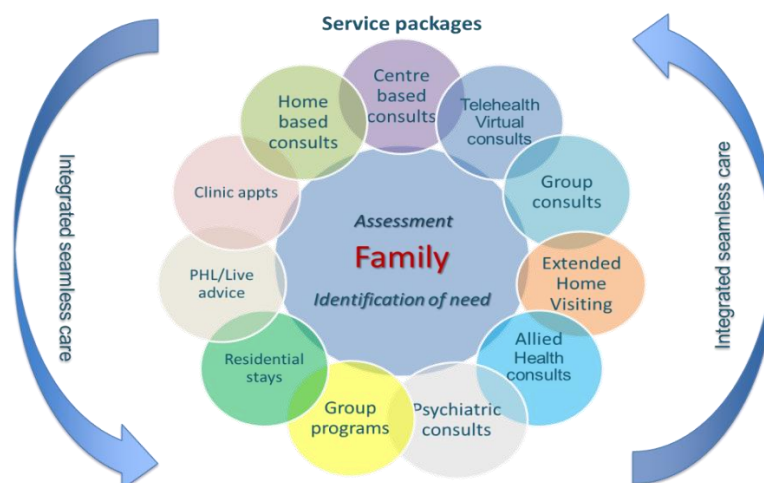 Service packages
Centre
based
consults
Telehealth
Virtual
consults
Group
consults
Extended
Home
Visiting
Allied
Health
consults
Psychiatric
consults
Group
programs
Residential
stays
PHL/Live
advice
Clinic appts
Home
based
consults
Assessment
Family
Identification of need
Integrated seamless care
Integrated seamless care